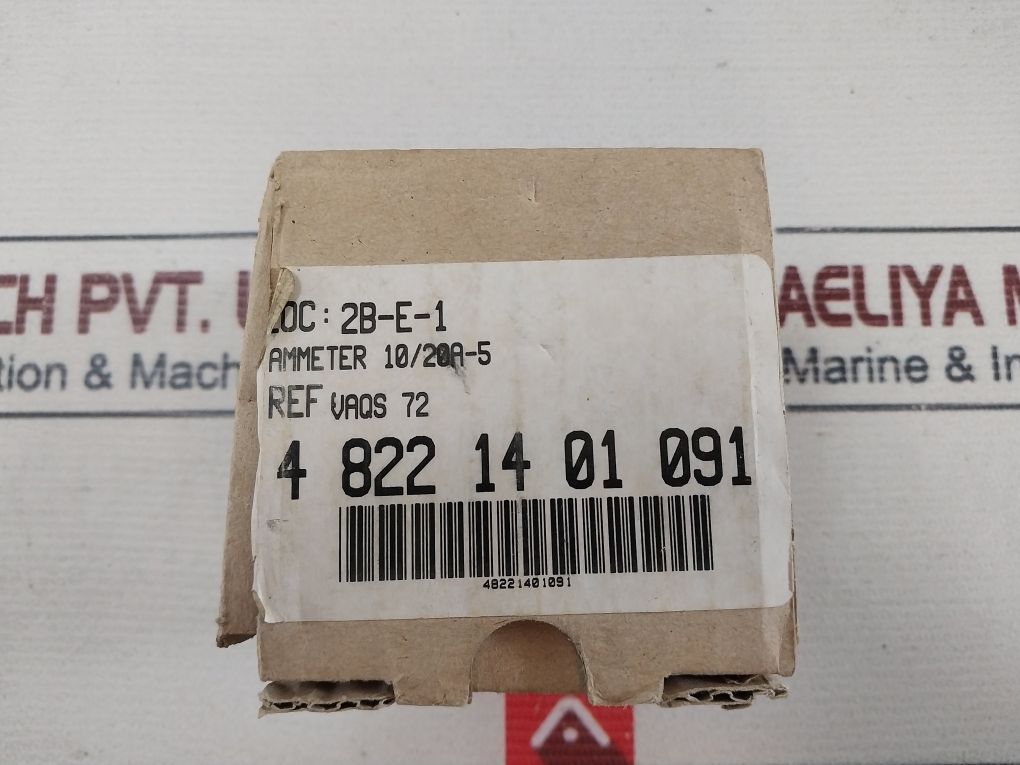 CH PVT.
AELIYA M
tion & Mach
Marine & In
LOC: 2B-E-1
AMMETER 10/20A-5
REF VAQS 72
4 822 14 01 091
48221401091